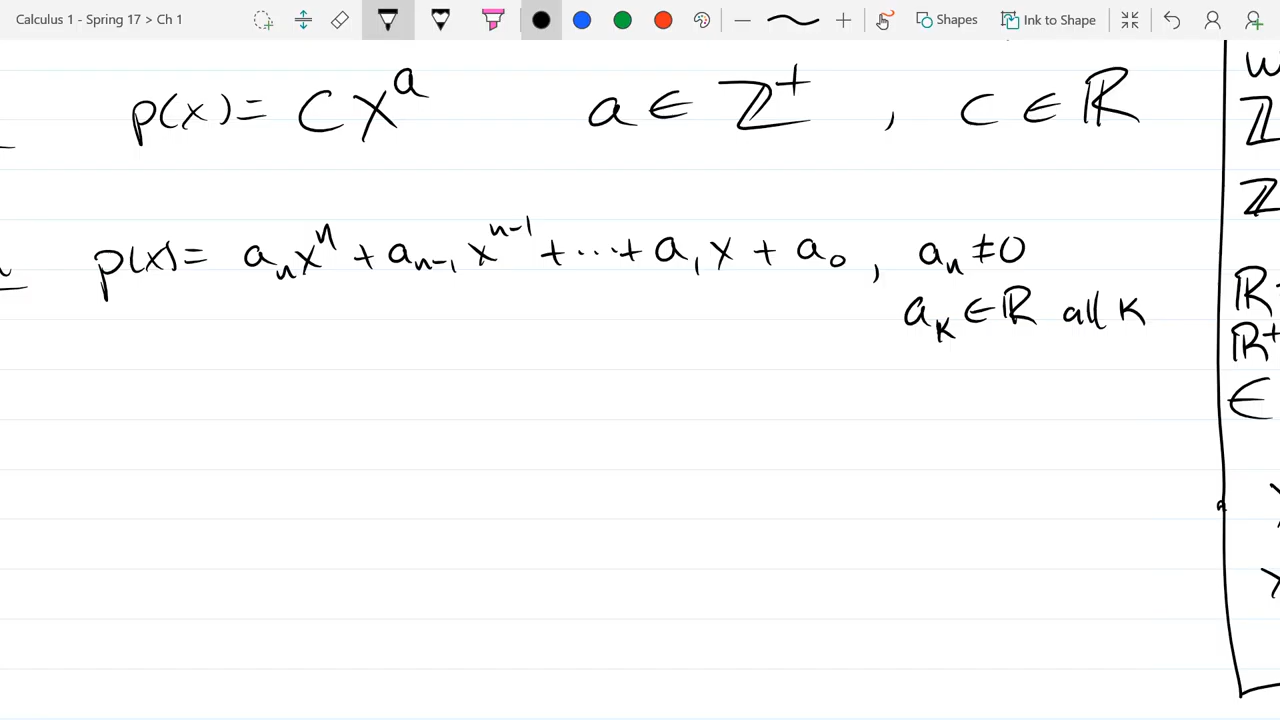 Calculus 1 - Spring 17 > Ch 1
Shapes
Ink to Shape
p(x) = Cx^a a ∈ ℤ^+, c ∈ ℝ
p(x) = a_n x^n + a_{n-1} x^{n-1} + ... + a_1 x + a_0, a_n ≠ 0
a_k ∈ ℝ all k
w
ℤ
ℤ
ℝ
ℝ+
∈